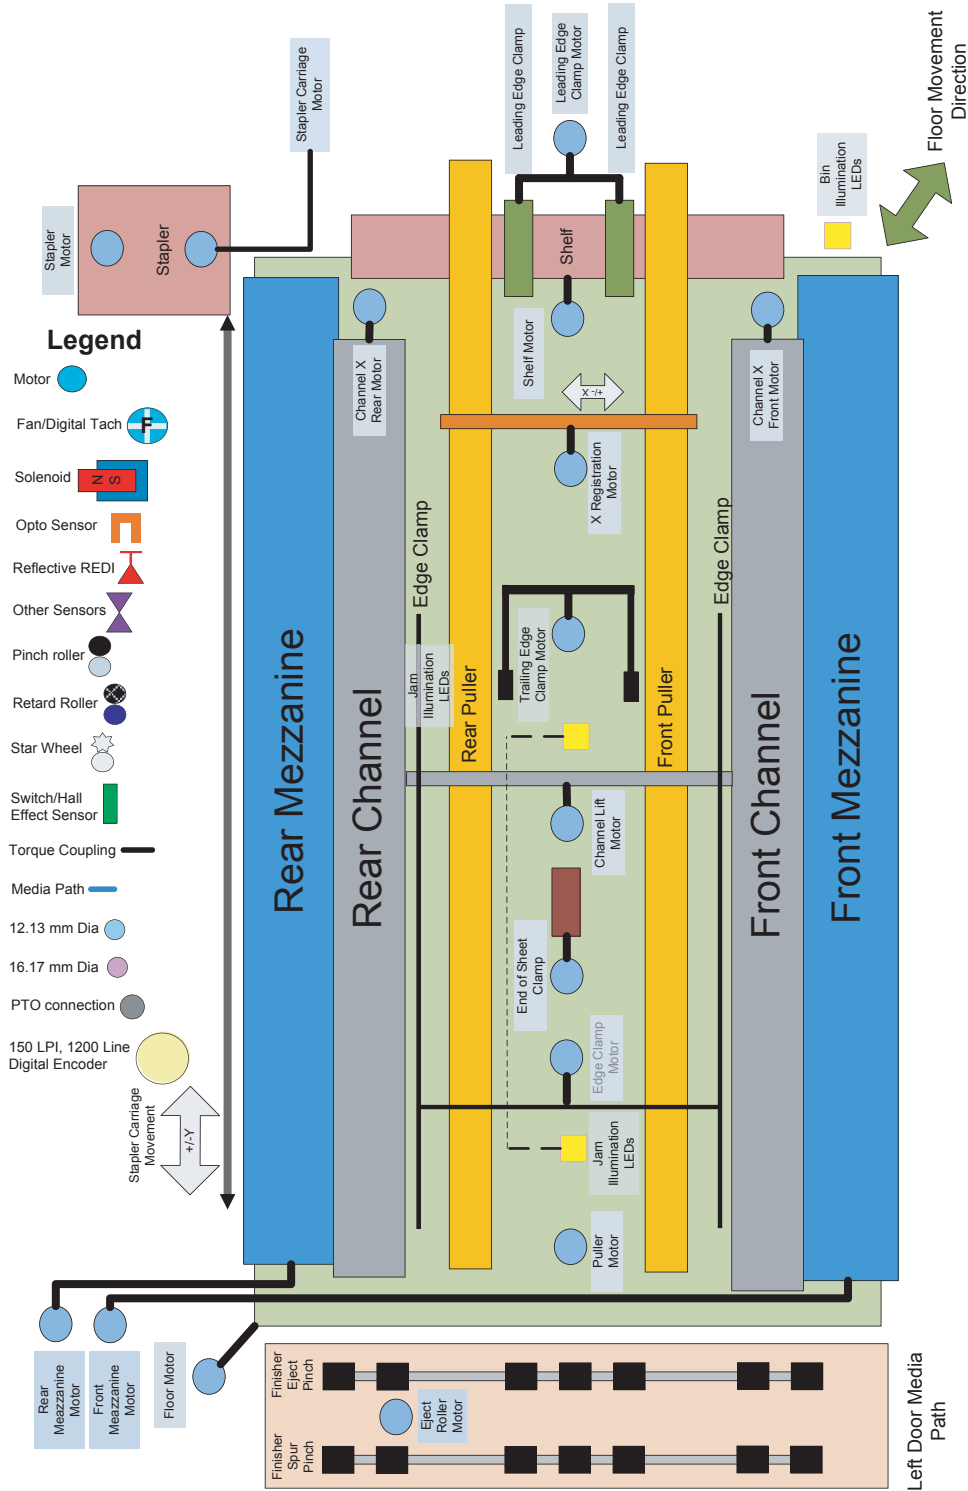 Stapler
Motor
Stapler
Stapler Carriage
Motor
Leading Edge Clamp
Leading Edge
Clamp Motor
Leading Edge Clamp
Floor Movement
Direction
Bin
Illumination
LEDs
Shelf
Shelf Motor
Channel X
Rear Motor
Channel X
Front Motor
X -/+
X Registration
Motor
Legend
Motor
Fan/Digital Tach
F
Solenoid
N
S
Opto Sensor
Reflective REDI
Other Sensors
Pinch roller
Retard Roller
Star Wheel
Switch/Hall
Effect Sensor
Torque Coupling
Media Path
12.13 mm Dia
16.17 mm Dia
PTO connection
150 LPI, 1200 Line
Digital Encoder
Stapler Carriage
Movement
+/-Y
Rear Mezzanine
Rear Channel
Edge Clamp
Jam
Illumination
LEDs
Rear Puller
Trailing Edge
Clamp Motor
Front Puller
Edge Clamp
Front Channel
Front Mezzanine
Channel Lift
Motor
End of Sheet
Clamp
Edge Clamp
Motor
Jam
Illumination
LEDs
Puller
Motor
Rear
Meazzanine
Motor
Front
Meazzanine
Motor
Floor Motor
Finisher
Eject
Pinch
Eject
Roller
Motor
Finisher
Spur
Pinch
Left Door Media
Path